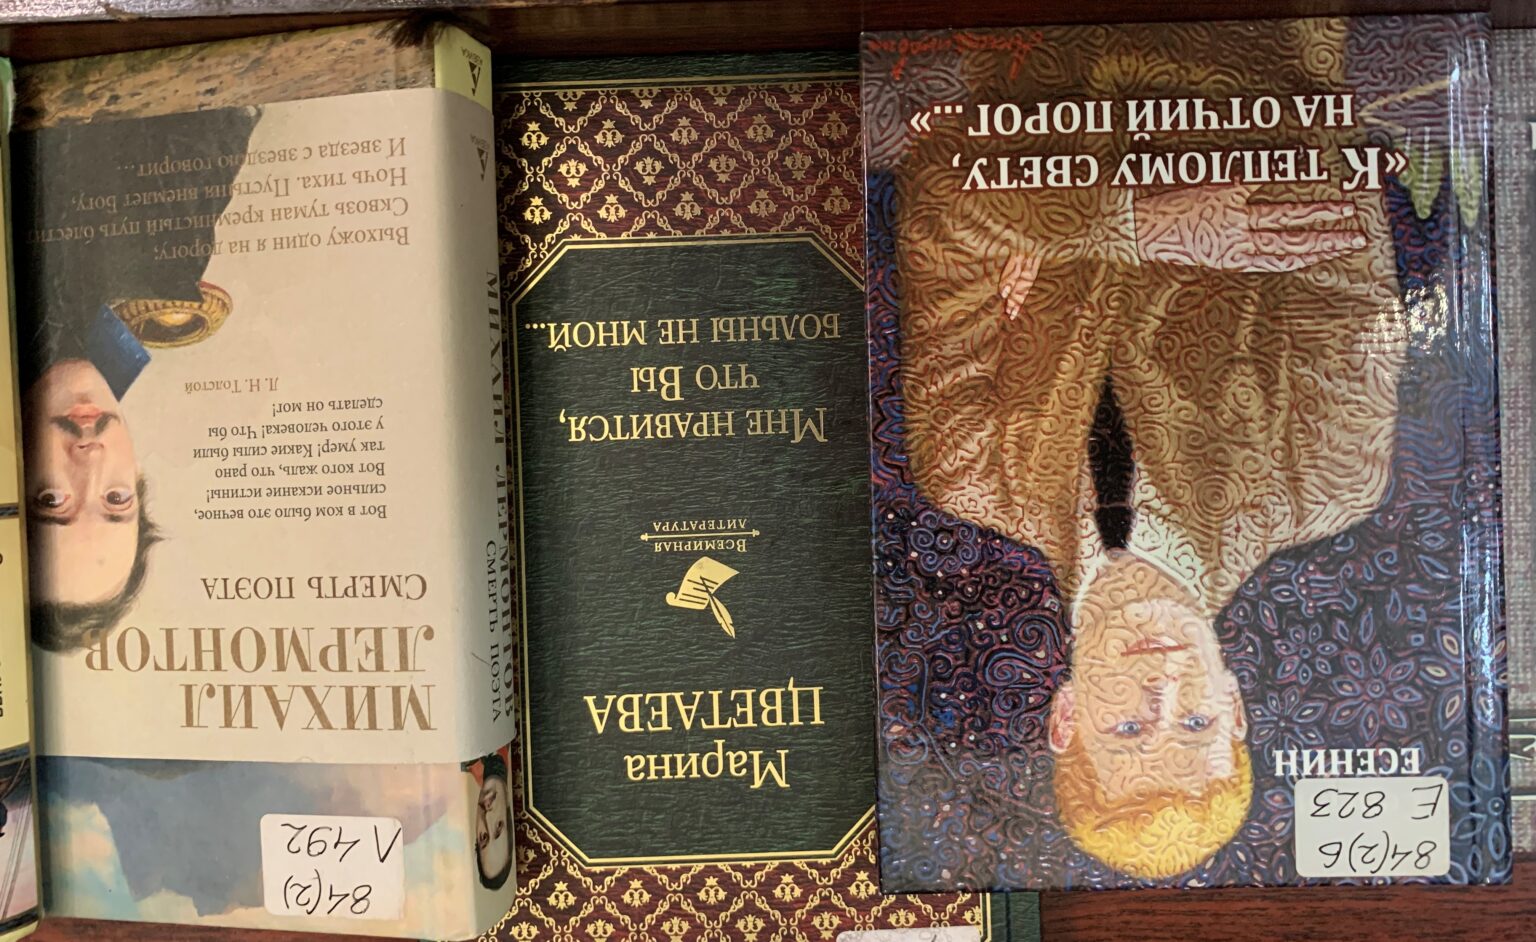 84(2)
Л 492
МИХАИЛ
ЛЕРМОНТОВ
СМЕРТЬ ПОЭТА
Вот в ком было это вечное,
сильное искание истины!
Вот кого жаль, что рано
так умер! Какие силы были
у этого человека! Что бы
сделать он мог!
Л. Н. Толстой
Выхожу один я на дорогу;
Сквозь туман кремнистый путь блестит
Ночь тиха. Пустыня внемлет богу,
И звезда с звездою говорит...
МИХАИЛ ЛЕРМОНТОВ
СМЕРТЬ ПОЭТА
Марина
ЦВЕТАЕВА
ВСЕМИРНАЯ
ЛИТЕРАТУРА
Мне нравится,
что Вы
больны не мной...
84(2)6
Е 823
ЕСЕНИН
«К ТЕПЛОМУ СВЕТУ,
НА ОТЧИЙ ПОРОГ...»